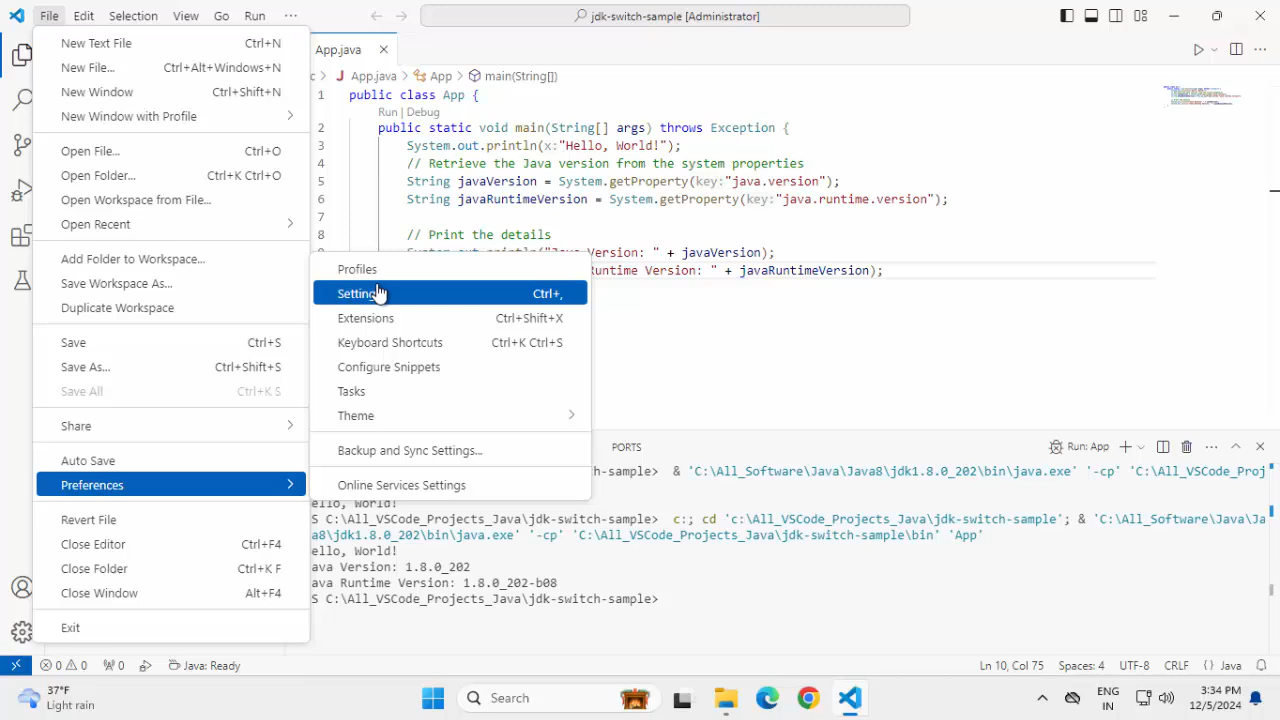 File Edit Selection View Go Run ··· jdk-switch-sample [Administrator]
New Text File Ctrl+N
New File... Ctrl+Alt+Windows+N
New Window Ctrl+Shift+N
New Window with Profile
Open File... Ctrl+O
Open Folder... Ctrl+K Ctrl+O
Open Workspace from File...
Open Recent
Add Folder to Workspace...
Save Workspace As...
Duplicate Workspace
Save Ctrl+S
Save As... Ctrl+Shift+S
Save All Ctrl+K S
Share
Auto Save
Preferences
Revert File
Close Editor Ctrl+F4
Close Folder Ctrl+K F
Close Window Alt+F4
Exit
Profiles
Ctrl+,
Extensions Ctrl+Shift+X
Keyboard Shortcuts Ctrl+K Ctrl+S
Configure Snippets
Tasks
Theme
Backup and Sync Settings...
Online Services Settings
App.java
c > J App.java > App > main(String[])
1 public class App {
Run | Debug
2 public static void main(String[] args) throws Exception {
3 System.out.println(x:"Hello, World!");
4 // Retrieve the Java version from the system properties
5 String javaVersion = System.getProperty(key:"java.version");
6 String javaRuntimeVersion = System.getProperty(key:"java.runtime.version");
7
8 // Print the details
Version: " + javaVersion);
Runtime Version: " + javaRuntimeVersion);
PORTS Run: App
ss\jdk-switch-sample> & 'C:\All_Software\Java\Java8\jdk1.8.0_202\bin\java.exe' '-cp' 'C:\All_VSCode_Proj
ello, World!
S C:\All_VSCode_Projects_Java\jdk-switch-sample> c:; cd 'c:\All_VSCode_Projects_Java\jdk-switch-sample'; & 'C:\All_Software\Java\Ja
va8\jdk1.8.0_202\bin\java.exe' '-cp' 'C:\All_VSCode_Projects_Java\jdk-switch-sample\bin' 'App'
ello, World!
ava Version: 1.8.0_202
ava Runtime Version: 1.8.0_202-b08
S C:\All_VSCode_Projects_Java\jdk-switch-sample>
0 0 0 Java: Ready Ln 10, Col 75 Spaces: 4 UTF-8 CRLF {} Java
37°F
Light rain
Search
ENG
IN
3:34 PM
12/5/2024